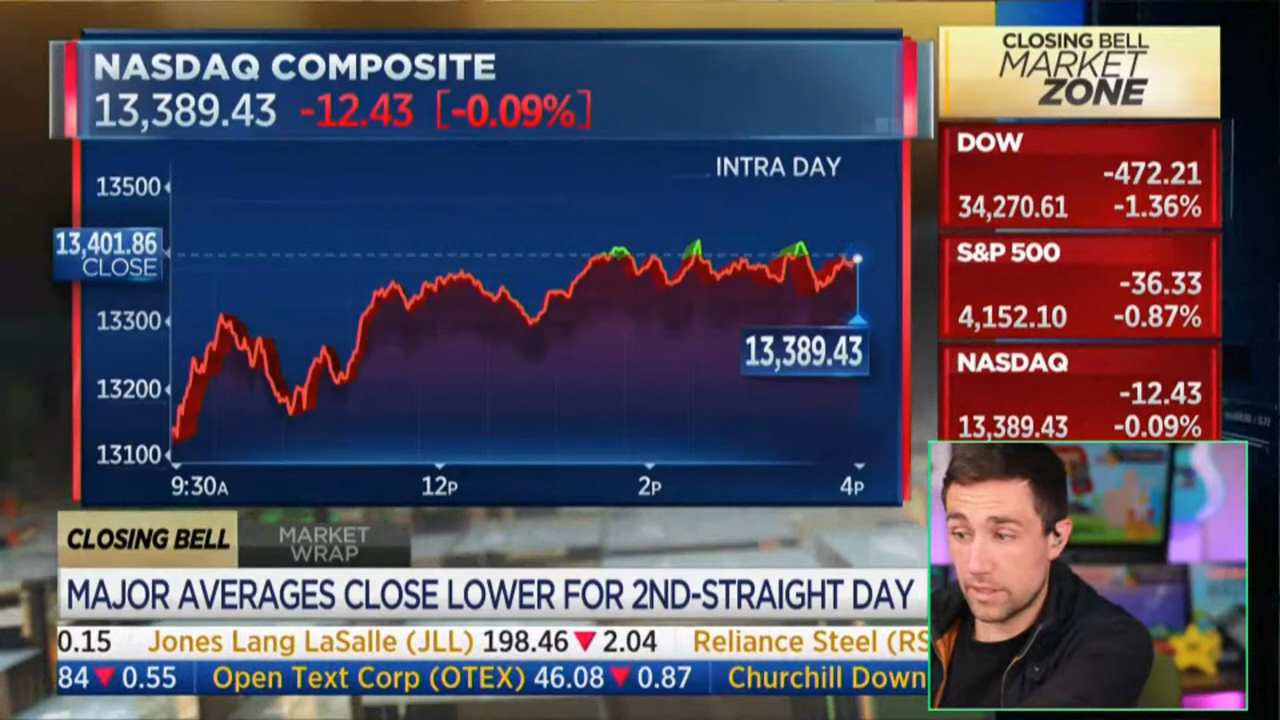 NASDAQ COMPOSITE
13,389.43 -12.43 [-0.09%]
INTRA DAY
13500
13,401.86
CLOSE
13300
13200
13100
13,389.43
9:30A 12P 2P 4P
CLOSING BELL
MARKET
ZONE
DOW
-472.21
34,270.61 -1.36%
S&P 500
-36.33
4,152.10 -0.87%
NASDAQ
-12.43
13,389.43 -0.09%
CLOSING BELL
MARKET
WRAP
MAJOR AVERAGES CLOSE LOWER FOR 2ND-STRAIGHT DAY
0.15 Jones Lang LaSalle (JLL) 198.46▼2.04 Reliance Steel (RS
84▼0.55 Open Text Corp (OTEX) 46.08▼0.87 Churchill Down